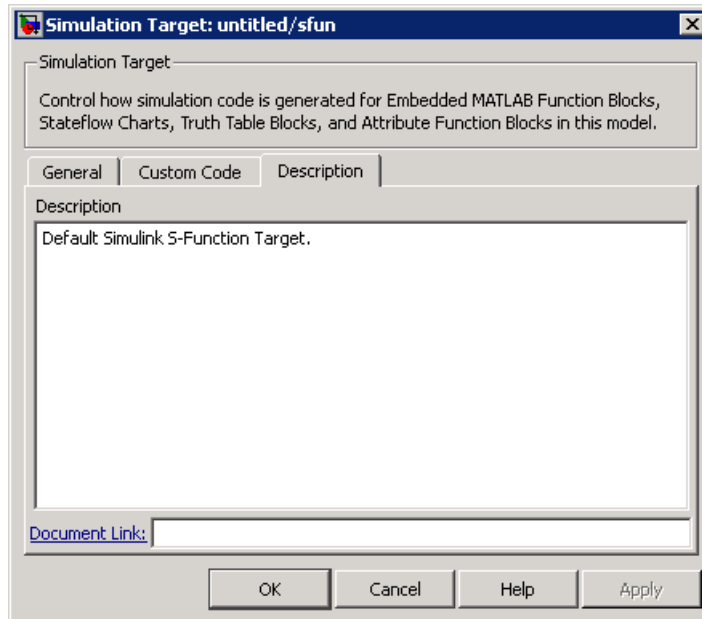 Simulation Target: untitled/sfun
Simulation Target
Control how simulation code is generated for Embedded MATLAB Function Blocks,
Stateflow Charts, Truth Table Blocks, and Attribute Function Blocks in this model.
General Custom Code Description
Description
Default Simulink S-Function Target.
Document Link:
OK Cancel Help Apply